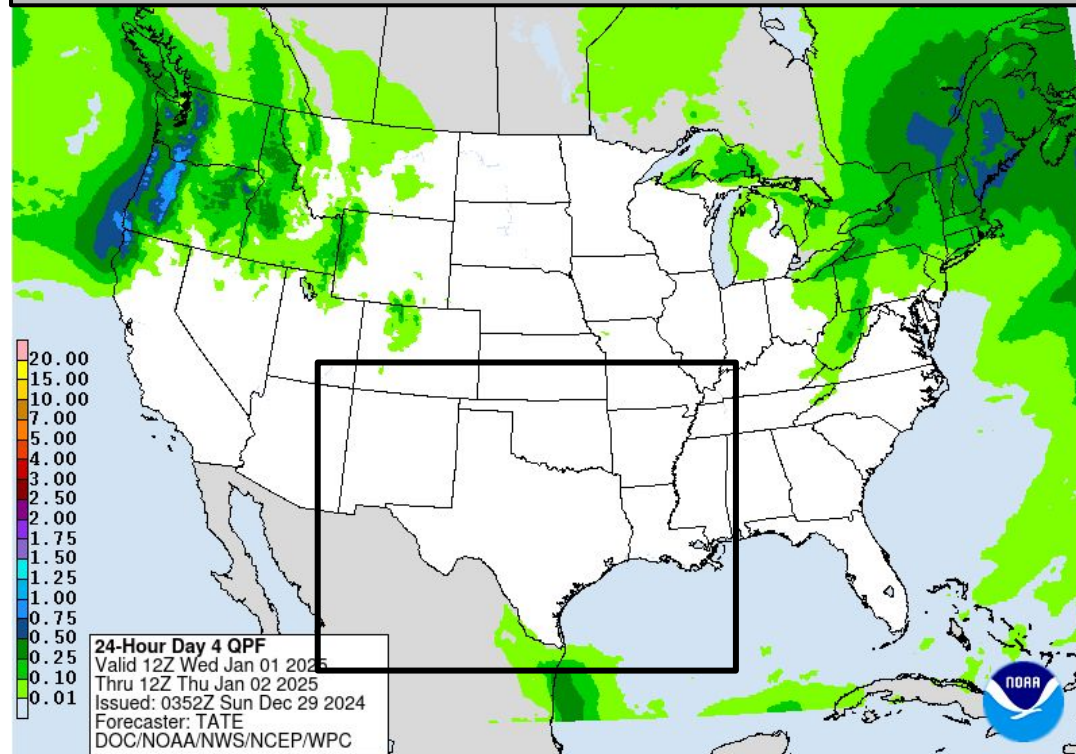 20.00
15.00
10.00
7.00
5.00
4.00
3.00
2.50
2.00
1.75
1.50
1.25
1.00
0.75
0.50
0.25
0.10
0.01
24-Hour Day 4 QPF
Valid 12Z Wed Jan 01 2025
Thru 12Z Thu Jan 02 2025
Issued: 0352Z Sun Dec 29 2024
Forecaster: TATE
DOC/NOAA/NWS/NCEP/WPC
NOAA